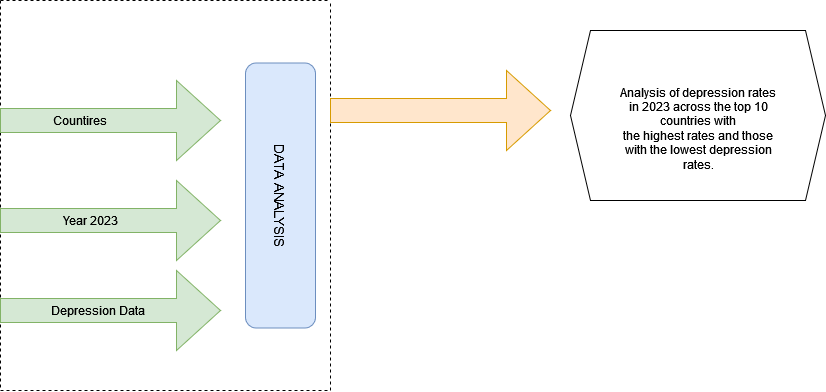 Countires
Year 2023
Depression Data
DATA ANALYSIS
Analysis of depression rates
in 2023 across the top 10
countries with
the highest rates and those
with the lowest depression
rates.